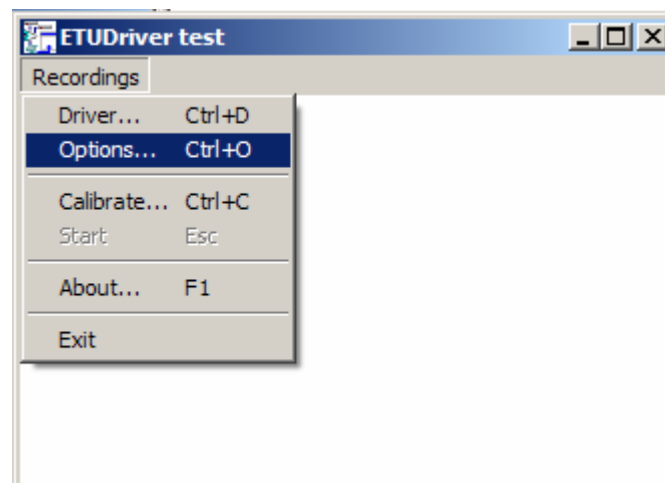 ETUDriver test
Recordings
Driver... Ctrl+D
Options... Ctrl+O
Calibrate... Ctrl+C
Start Esc
About... F1
Exit